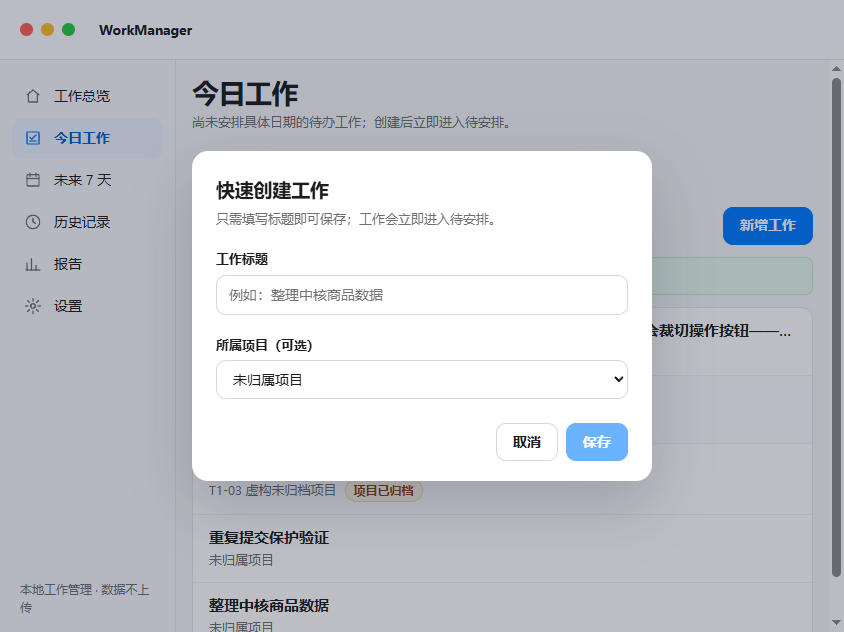 WorkManager
工作总览
今日工作
未来 7 天
历史记录
报告
设置
本地工作管理 · 数据不上
传
今日工作
尚未安排具体日期的待办工作；创建后立即进入待安排。
新增工作
裁切操作按钮——...
快速创建工作
只需填写标题即可保存；工作会立即进入待安排。
工作标题
例如：整理中核商品数据
所属项目（可选）
未归属项目
取消
保存
T1-03 虚构未归档项目
项目已归档
重复提交保护验证
未归属项目
整理中核商品数据
未归属项目